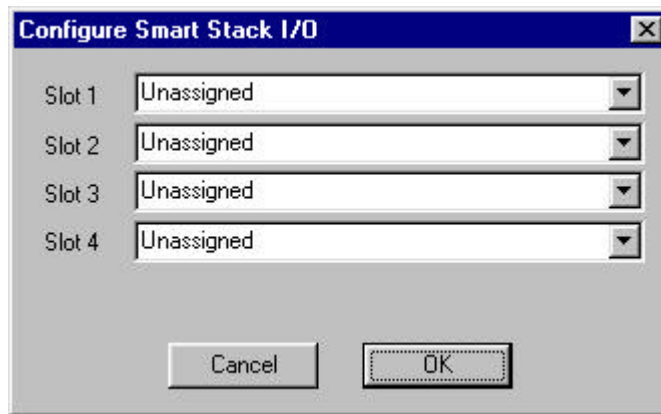 Configure Smart Stack I/O
Slot 1 Unassigned
Slot 2 Unassigned
Slot 3 Unassigned
Slot 4 Unassigned
Cancel OK